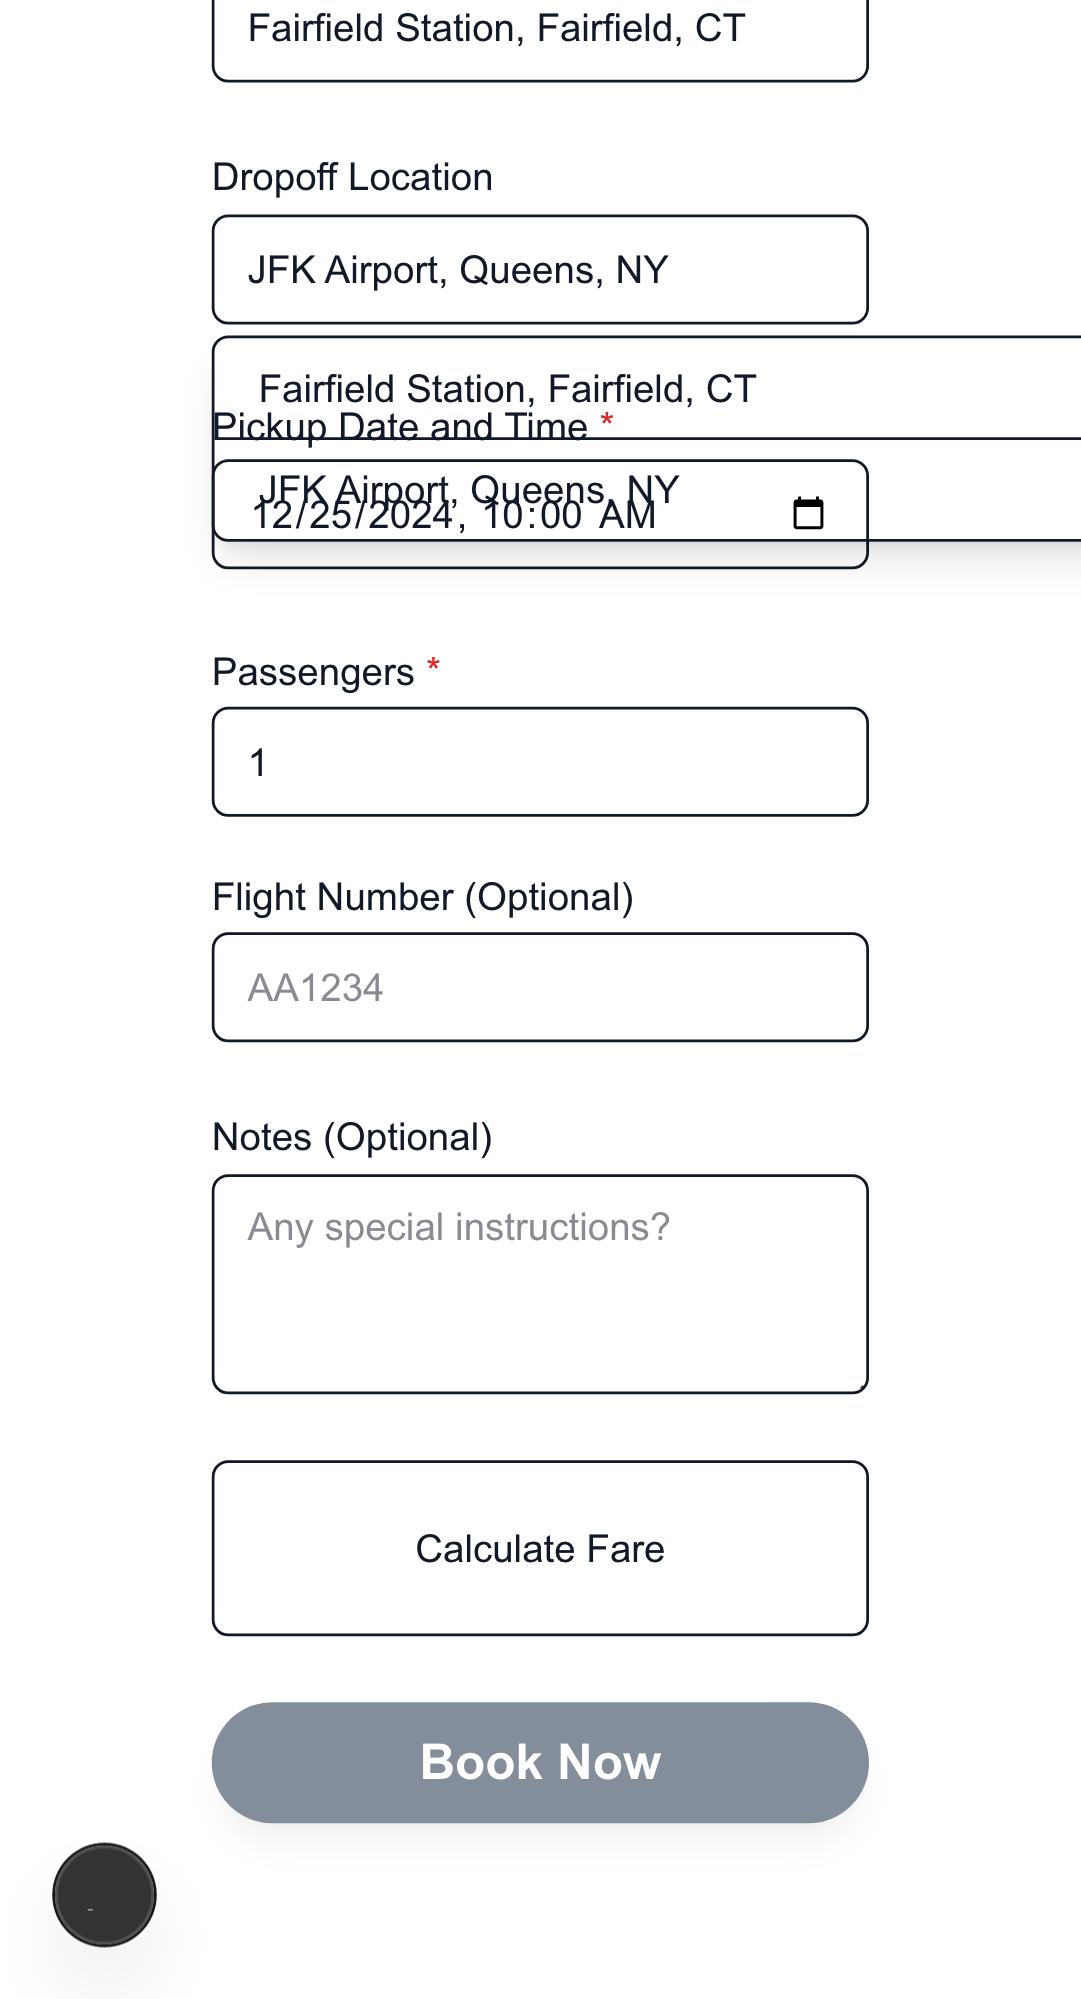 Fairfield Station, Fairfield, CT
Dropoff Location
JFK Airport, Queens, NY
Fairfield Station, Fairfield, CT
Pickup Date and Time *
JFK Airport, Queens, NY
12/25/2024, 10:00 AM
Passengers *
1
Flight Number (Optional)
AA1234
Notes (Optional)
Any special instructions?
Calculate Fare
Book Now